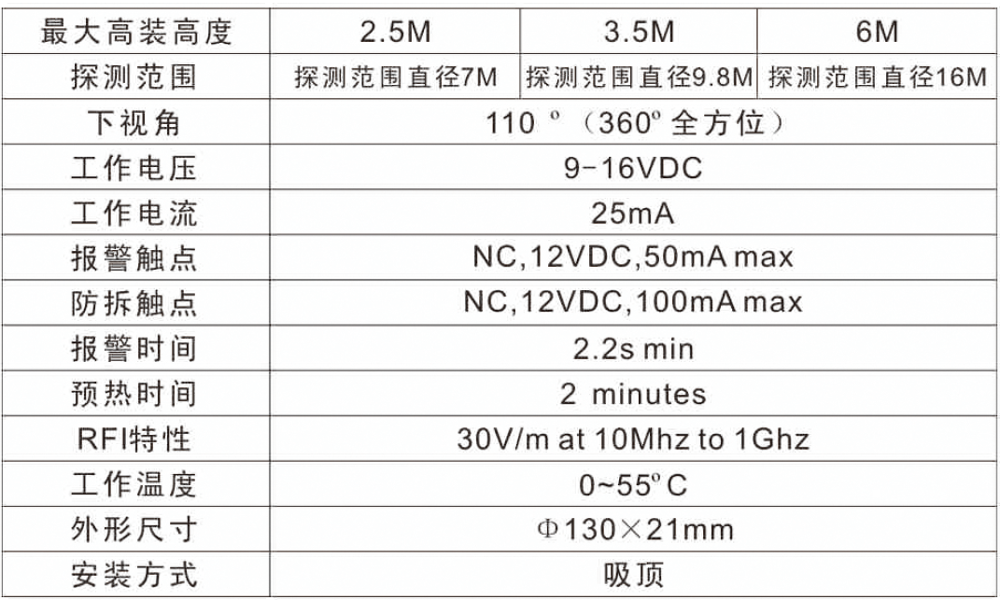 最大高装高度 2.5M 3.5M 6M
探测范围 探测范围直径7M 探测范围直径9.8M 探测范围直径16M
下视角 110 º（360º 全方位）
工作电压 9-16VDC
工作电流 25mA
报警触点 NC,12VDC,50mA max
防拆触点 NC,12VDC,100mA max
报警时间 2.2s min
预热时间 2 minutes
RFI特性 30V/m at 10Mhz to 1Ghz
工作温度 0~55º C
外形尺寸 Φ130×21mm
安装方式 吸顶